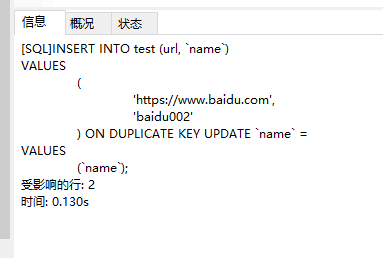 信息 概况 状态
[SQL]INSERT INTO test (url, `name`)
VALUES
(
'https://www.baidu.com',
'baidu002'
) ON DUPLICATE KEY UPDATE `name` =
VALUES
(`name`);
受影响的行: 2
时间: 0.130s